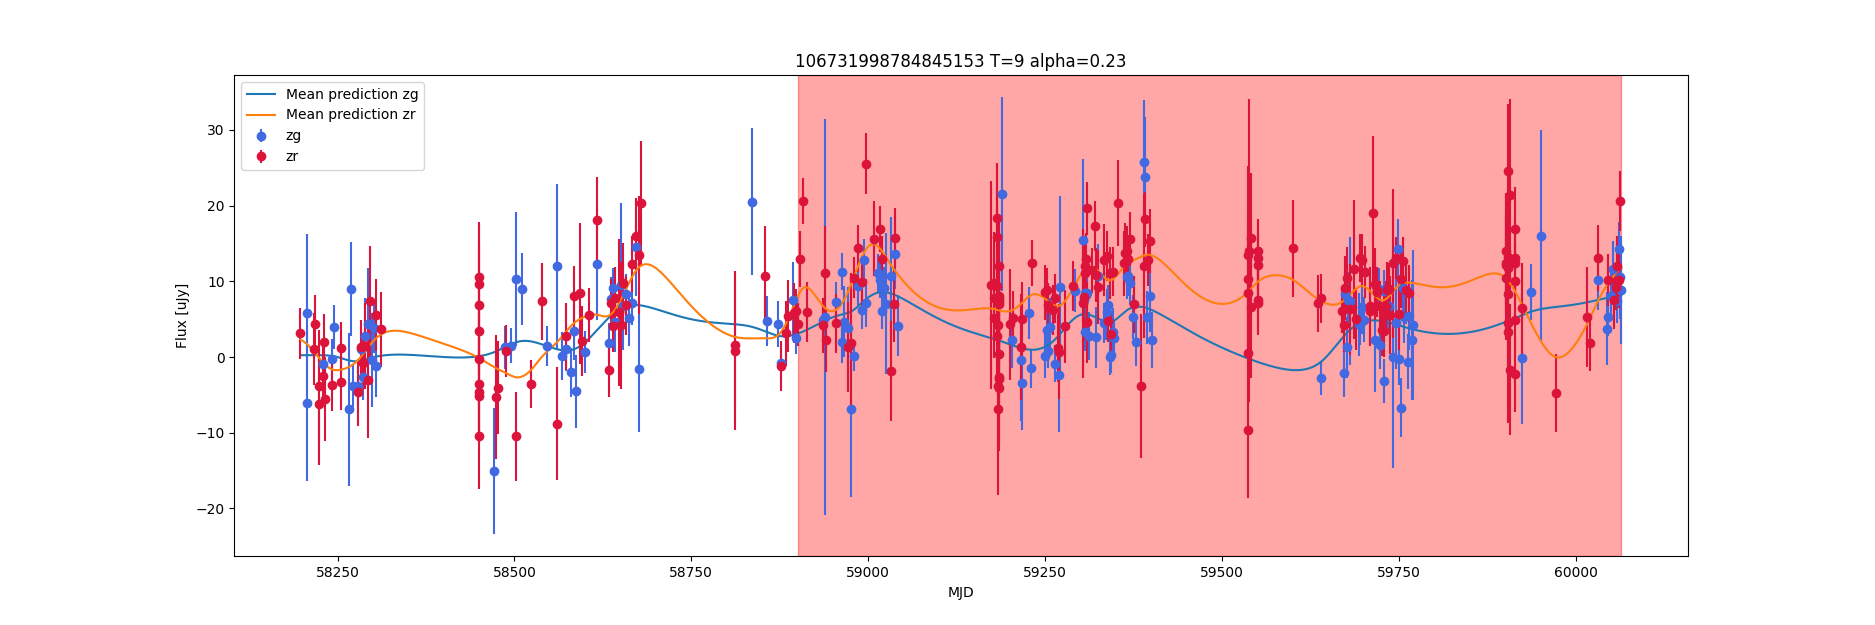 106731998784845153 T=9 alpha=0.23
Mean prediction zg
Mean prediction zr
zg
zr
Flux [uJy]
30
20
10
0
−10
−20
58250 58500 58750 59000 59250 59500 59750 60000
MJD